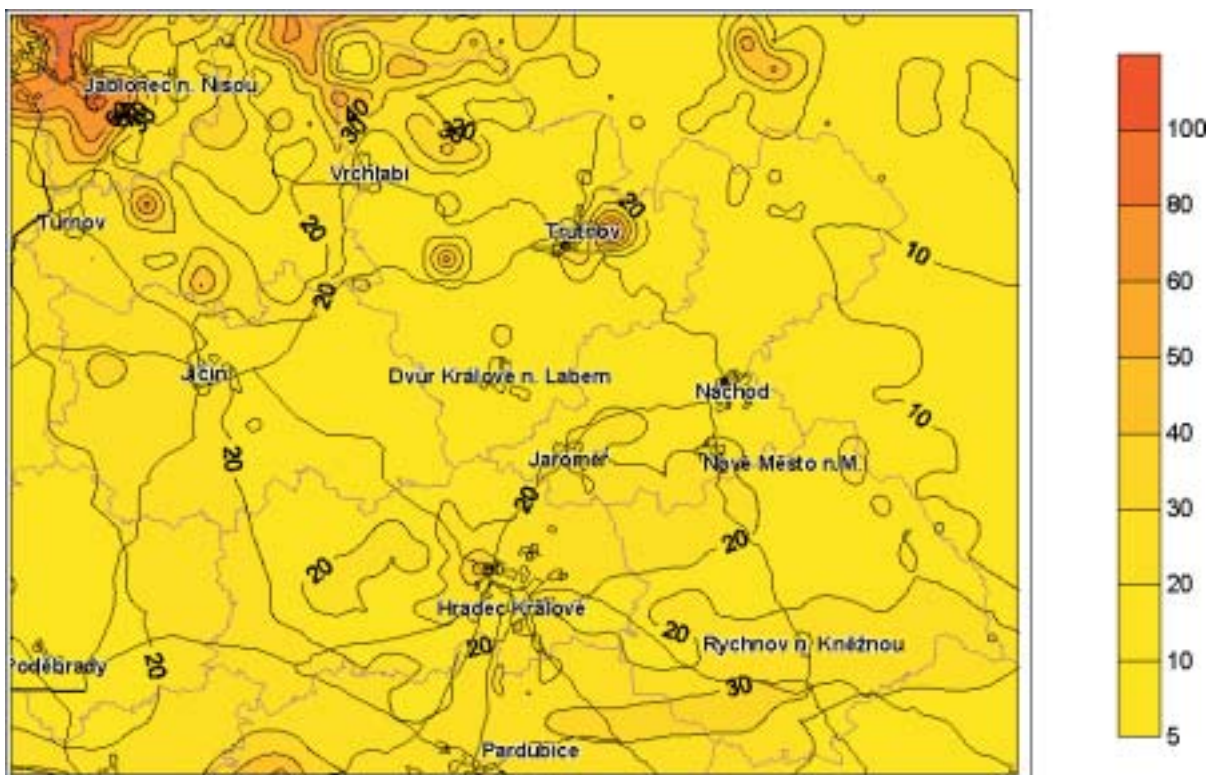 Jablonec n. Nisou
100
30
Vrchlabí
80
20
Turnov
20
Trutnov
10
60
20
50
Jičín
Dvůr Králové n. Labem
Náchod
10
40
20
Jaroměř
Nové Město n.M.
20
30
20
20
20
Hradec Králové
20
20
Rychnov n. Kněžnou
10
Poděbrady
20
30
5
Pardubice